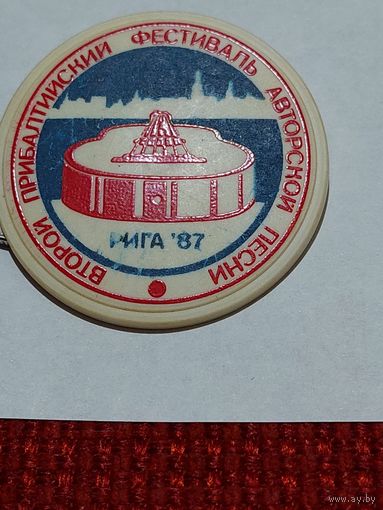 ВТОРОЙ ПРИБАЛТИЙСКИЙ ФЕСТИВАЛЬ АВТОРСКОЙ ПЕСНИ
РИГА '87
www.ay.by